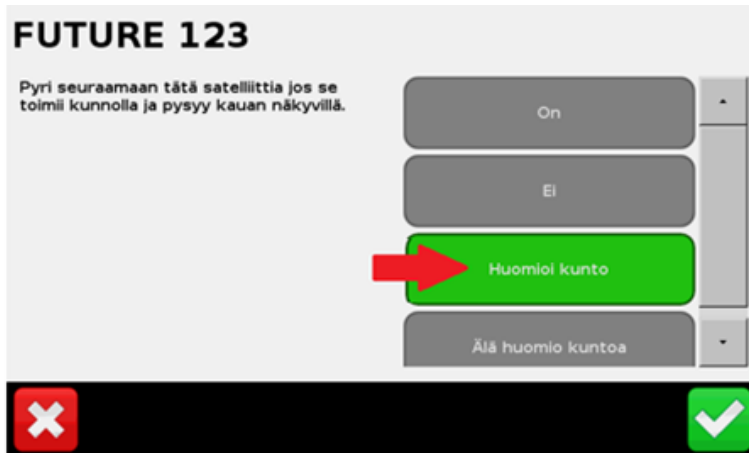 FUTURE 123
Pyri seuraamaan tätä satelliittia jos se
toimii kunnolla ja pysyy kauan näkyvillä.
On
Ei
Huomioi kunto
Älä huomio kuntoa